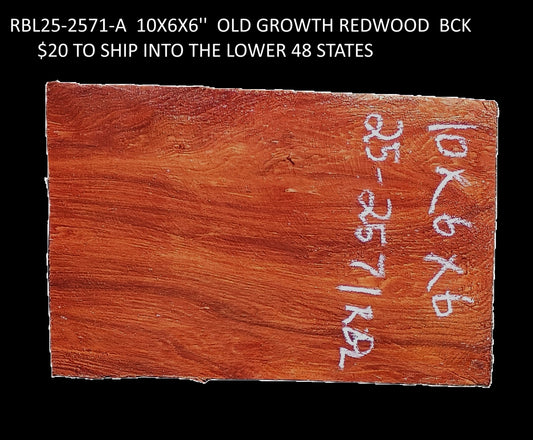 RBL25-2571-A 10X6X6'' OLD GROWTH REDWOOD BCK
$20 TO SHIP INTO THE LOWER 48 STATES
10X6X6
25-2571RBL